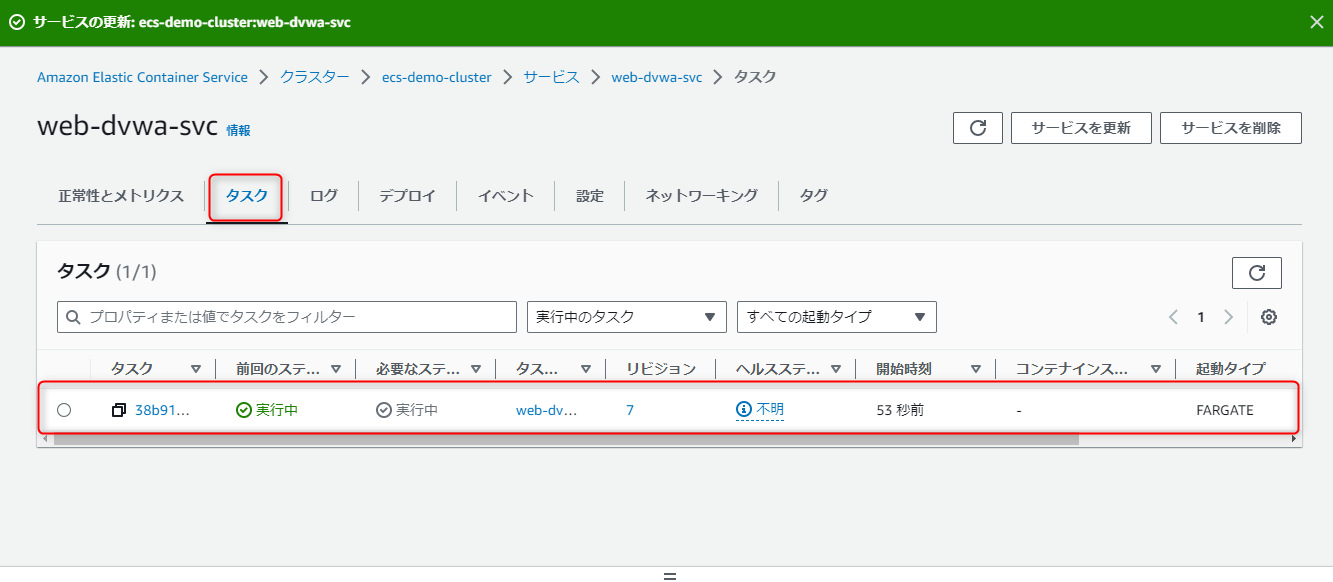 サービスの更新: ecs-demo-cluster:web-dvwa-svc
Amazon Elastic Container Service > クラスター > ecs-demo-cluster > サービス > web-dvwa-svc > タスク
web-dvwa-svc 情報
サービスを更新 サービスを削除
正常性とメトリクス タスク ログ デプロイ イベント 設定 ネットワーキング タグ
タスク (1/1)
プロパティまたは値でタスクをフィルター 実行中のタスク すべての起動タイプ 1
タスク 前回のステ... 必要なステ... タス... リビジョン ヘルスステ... 開始時刻 コンテナインス... 起動タイプ
38b91... 実行中 実行中 web-dv... 7 不明 53 秒前 - FARGATE